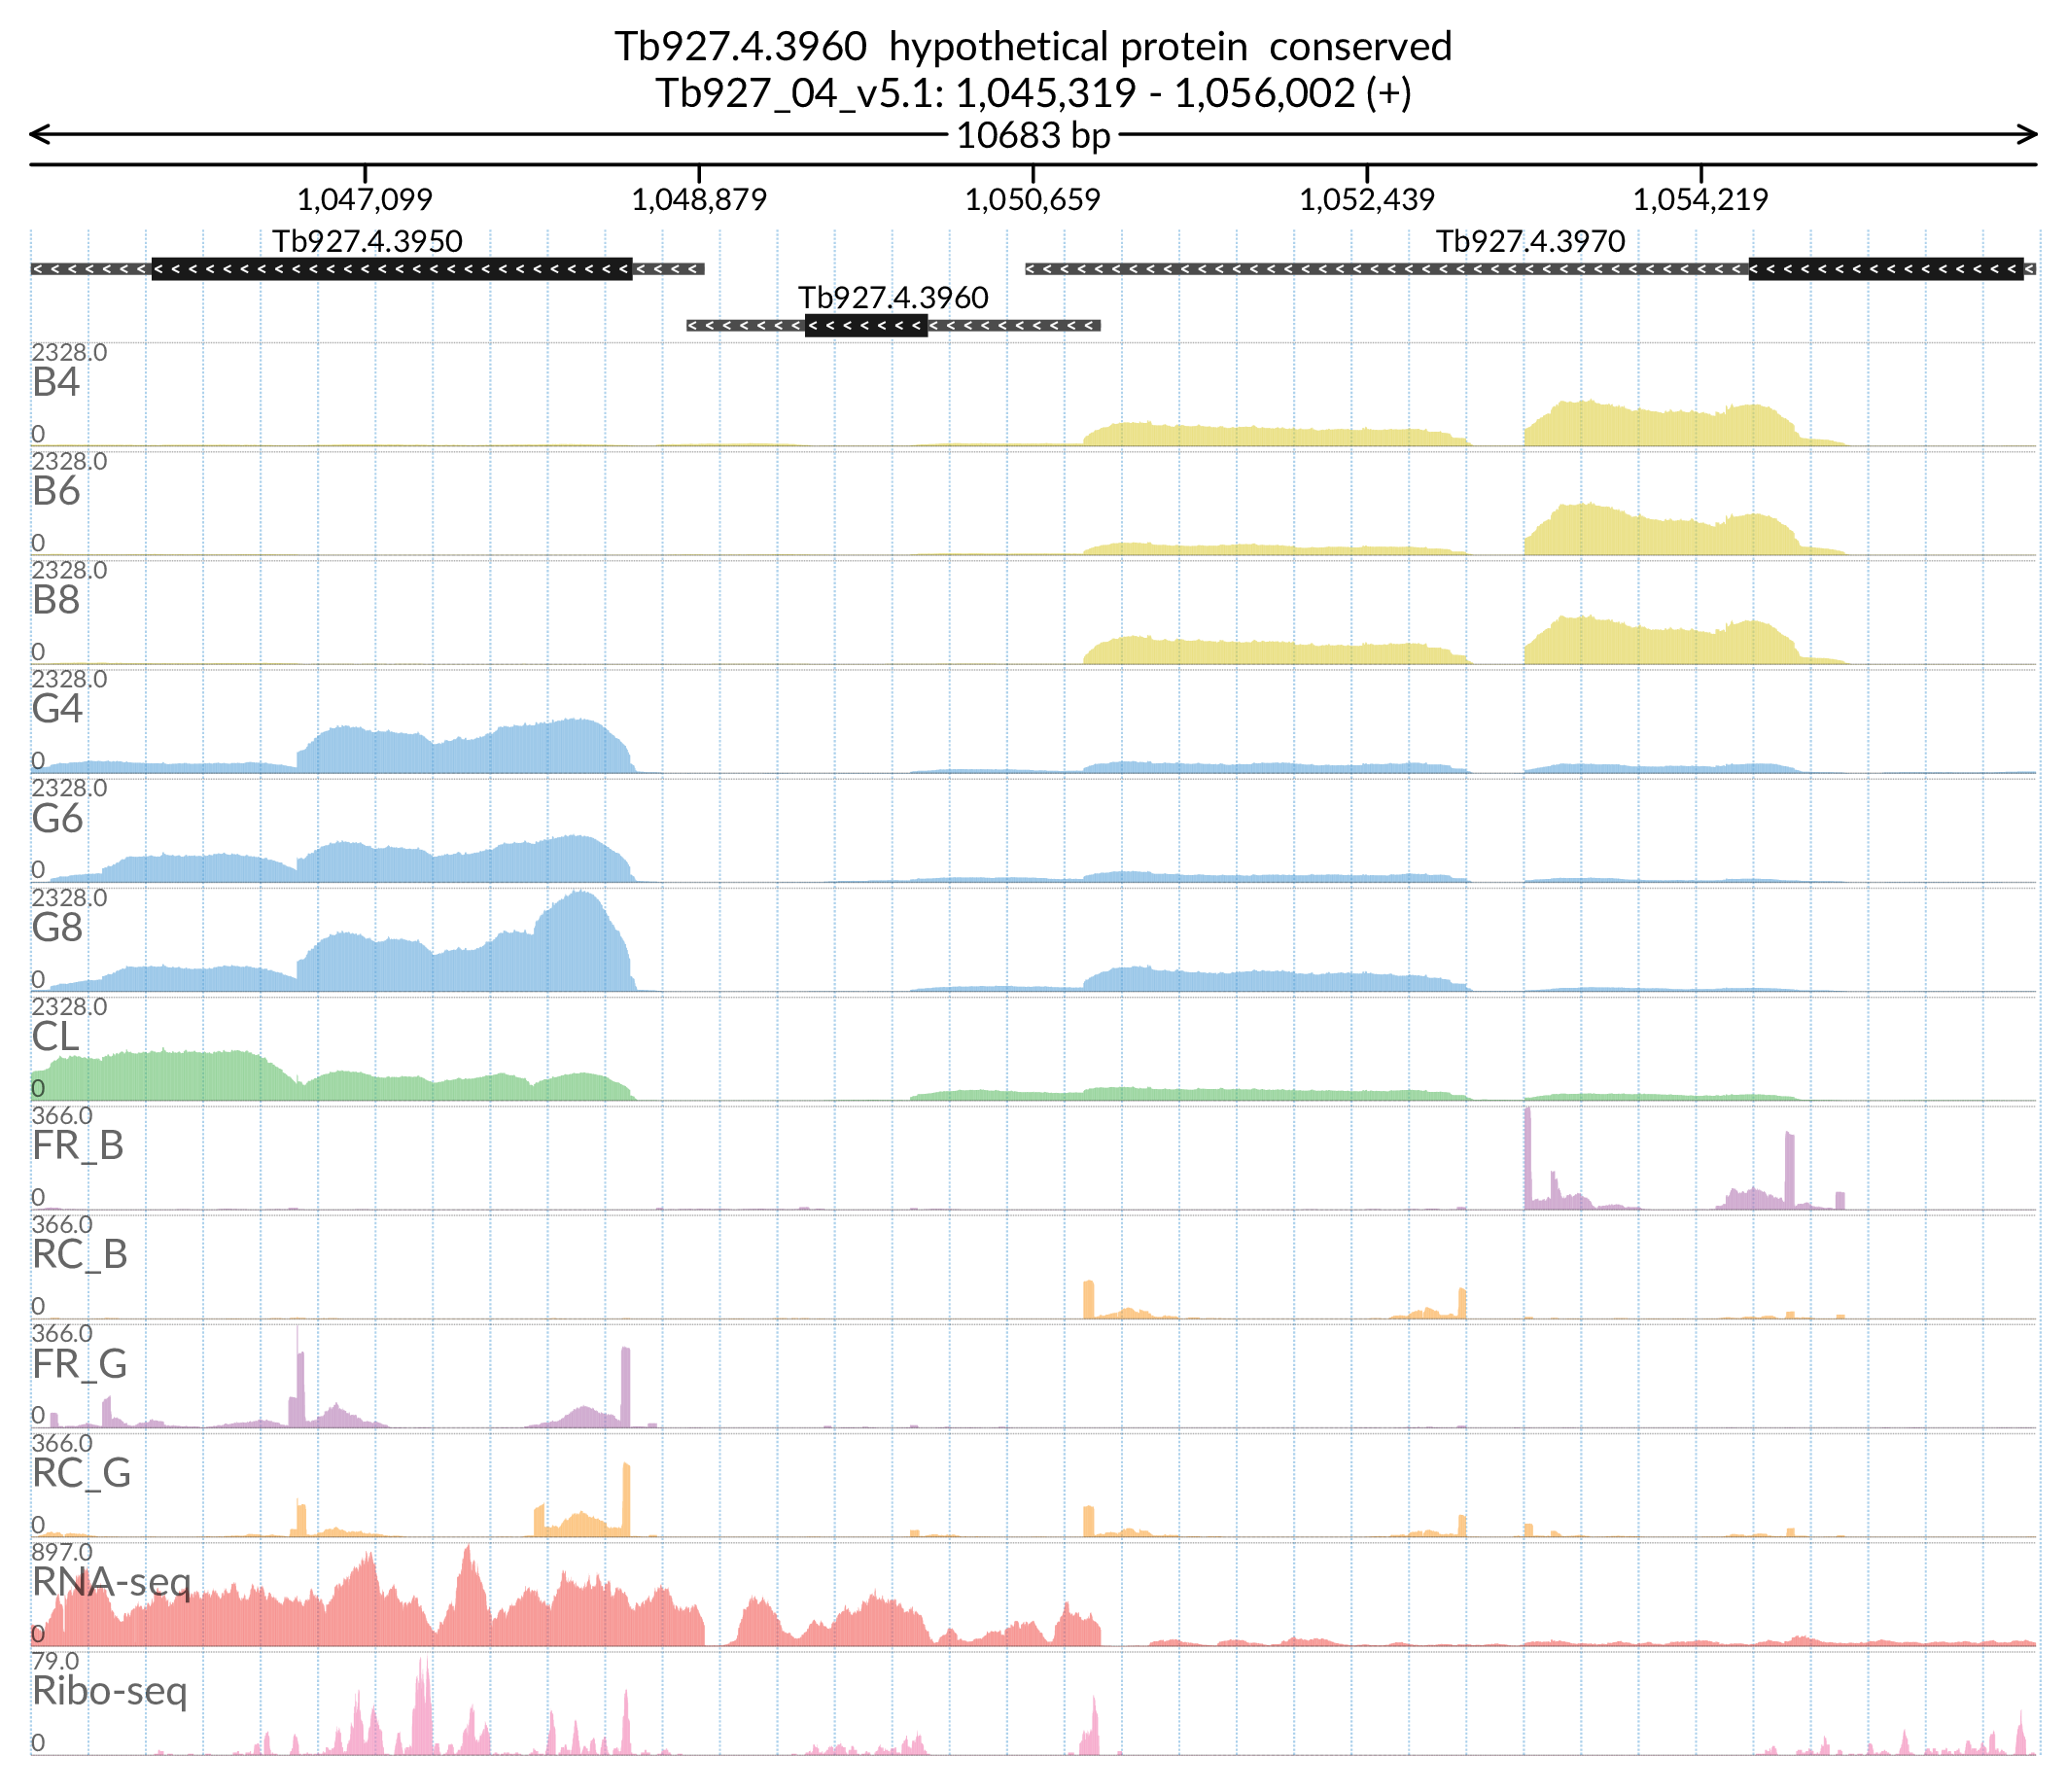 Tb927.4.3960  hypothetical protein  conserved
Tb927_04_v5.1: 1,045,319 - 1,056,002 (+)
10683 bp
1,047,099 1,048,879 1,050,659 1,052,439 1,054,219
Tb927.4.3950 Tb927.4.3970
Tb927.4.3960
2328.0
B4
0
2328.0
B6
0
2328.0
B8
0
2328.0
G4
0
2328.0
G6
0
2328.0
G8
0
2328.0
CL
0
366.0
FR_B
0
366.0
RC_B
0
366.0
FR_G
0
366.0
RC_G
0
897.0
RNA-seq
0
79.0
Ribo-seq
0